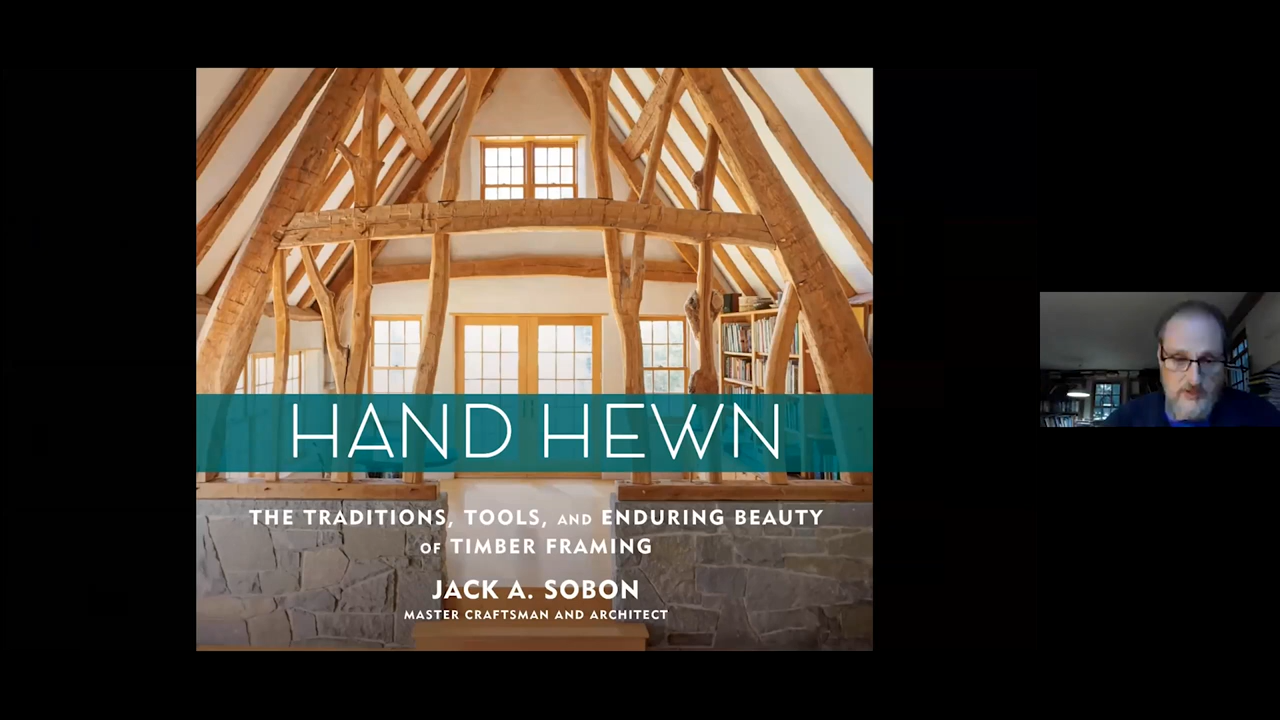 HAND HEWN
THE TRADITIONS, TOOLS, AND ENDURING BEAUTY
OF TIMBER FRAMING
JACK A. SOBON
MASTER CRAFTSMAN AND ARCHITECT